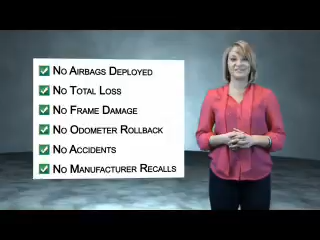 No Airbags Deployed
No Total Loss
No Frame Damage
No Odometer Rollback
No Accidents
No Manufacturer Recalls